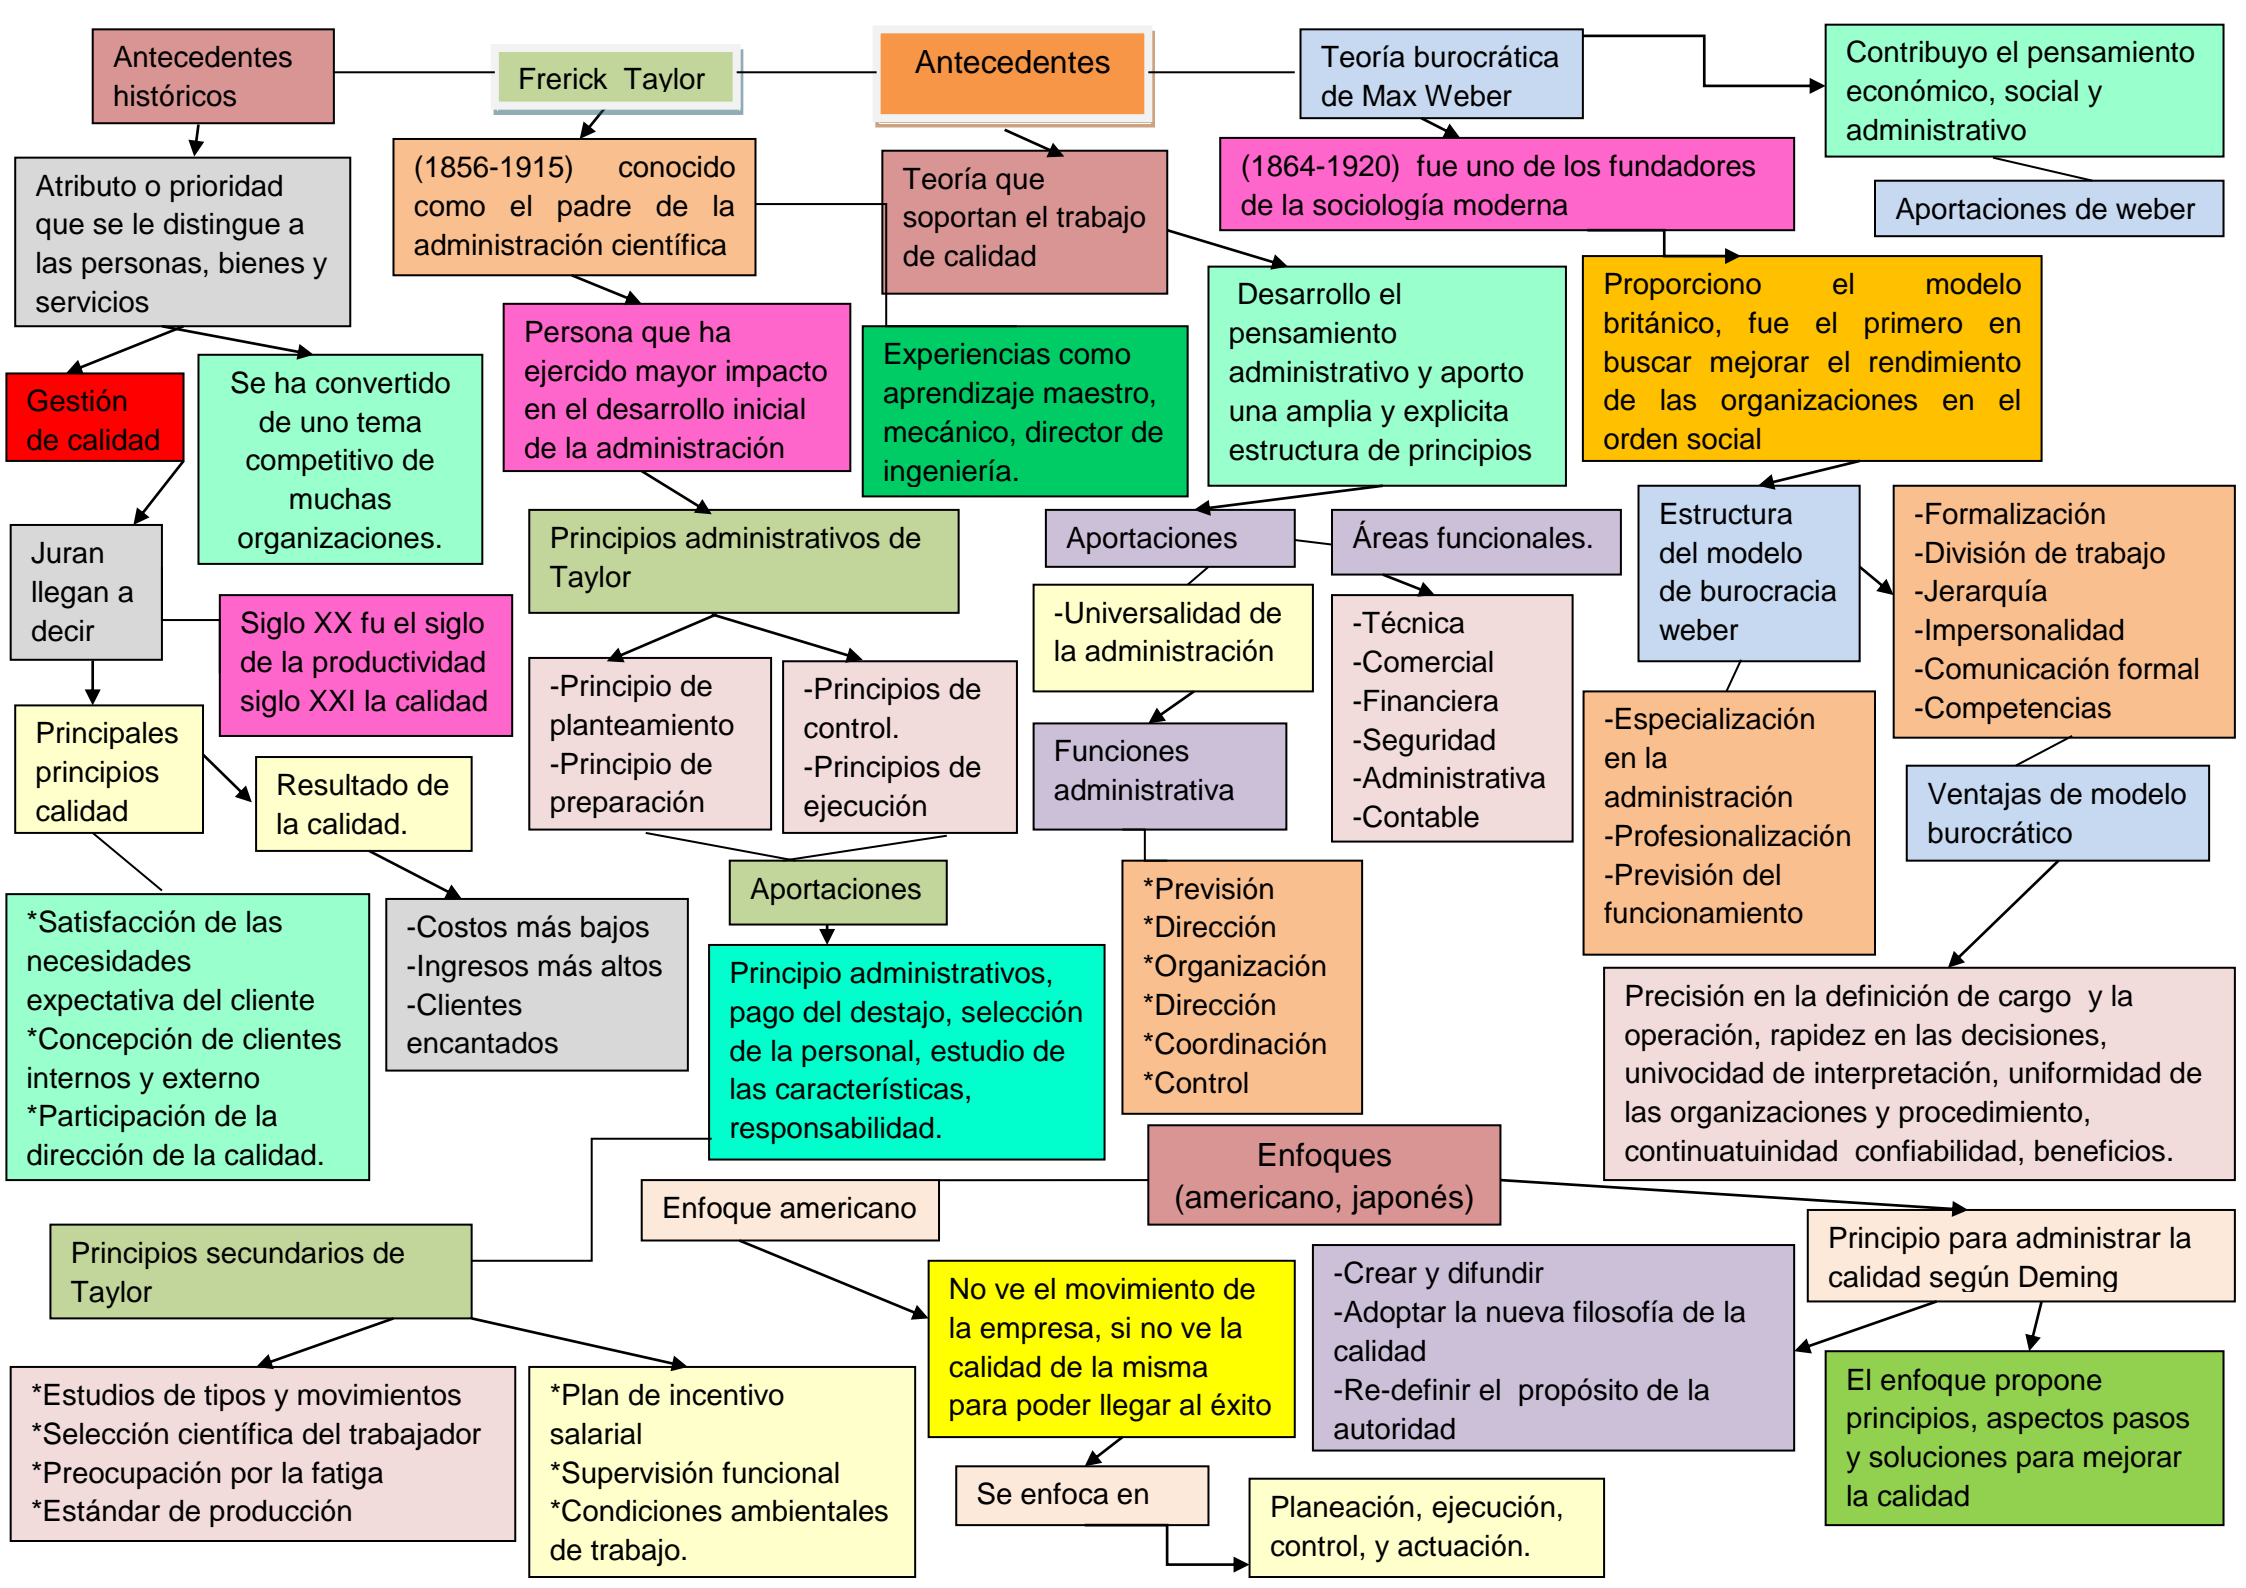 Antecedentes
históricos
Frerick  Taylor
Antecedentes
Teoría burocrática
de Max Weber
Contribuyo el pensamiento
económico, social y
administrativo
Aportaciones de weber
Atributo o prioridad
que se le distingue a
las personas, bienes y
servicios
(1856-1915) conocido
como el padre de la
administración científica
Teoría que
soportan el trabajo
de calidad
(1864-1920)  fue uno de los fundadores
de la sociología moderna
Gestión
de calidad
Se ha convertido
de uno tema
competitivo de
muchas
organizaciones.
Persona que ha
ejercido mayor impacto
en el desarrollo inicial
de la administración
Experiencias como
aprendizaje maestro,
mecánico, director de
ingeniería.
Desarrollo el
pensamiento
administrativo y aporto
una amplia y explicita
estructura de principios
Proporciono el modelo
británico, fue el primero en
buscar mejorar el rendimiento
de las organizaciones en el
orden social
Juran
llegan a
decir
Siglo XX fu el siglo
de la productividad
siglo XXI la calidad
Principios administrativos de
Taylor
Aportaciones
Áreas funcionales.
Estructura
del modelo
de burocracia
weber
-Formalización
-División de trabajo
-Jerarquía
-Impersonalidad
-Comunicación formal
-Competencias
-Universalidad de
la administración
-Técnica
-Comercial
-Financiera
-Seguridad
-Administrativa
-Contable
Principales
principios
calidad
Resultado de
la calidad.
-Principio de
planteamiento
-Principio de
preparación
-Principios de
control.
-Principios de
ejecución
Funciones
administrativa
-Especialización
en la
administración
-Profesionalización
-Previsión del
funcionamiento
Ventajas de modelo
burocrático
*Satisfacción de las
necesidades
expectativa del cliente
*Concepción de clientes
internos y externo
*Participación de la
dirección de la calidad.
-Costos más bajos
-Ingresos más altos
-Clientes
encantados
Aportaciones
Principio administrativos,
pago del destajo, selección
de la personal, estudio de
las características,
responsabilidad.
*Previsión
*Dirección
*Organización
*Dirección
*Coordinación
*Control
Precisión en la definición de cargo  y la
operación, rapidez en las decisiones,
univocidad de interpretación, uniformidad de
las organizaciones y procedimiento,
continuatuinidad  confiabilidad, beneficios.
Enfoques
(americano, japonés)
Enfoque americano
Principios secundarios de
Taylor
Principio para administrar la
calidad según Deming
No ve el movimiento de
la empresa, si no ve la
calidad de la misma
para poder llegar al éxito
-Crear y difundir
-Adoptar la nueva filosofía de la
calidad
-Re-definir el  propósito de la
autoridad
*Estudios de tipos y movimientos
*Selección científica del trabajador
*Preocupación por la fatiga
*Estándar de producción
*Plan de incentivo
salarial
*Supervisión funcional
*Condiciones ambientales
de trabajo.
El enfoque propone
principios, aspectos pasos
y soluciones para mejorar
la calidad
Se enfoca en
Planeación, ejecución,
control, y actuación.